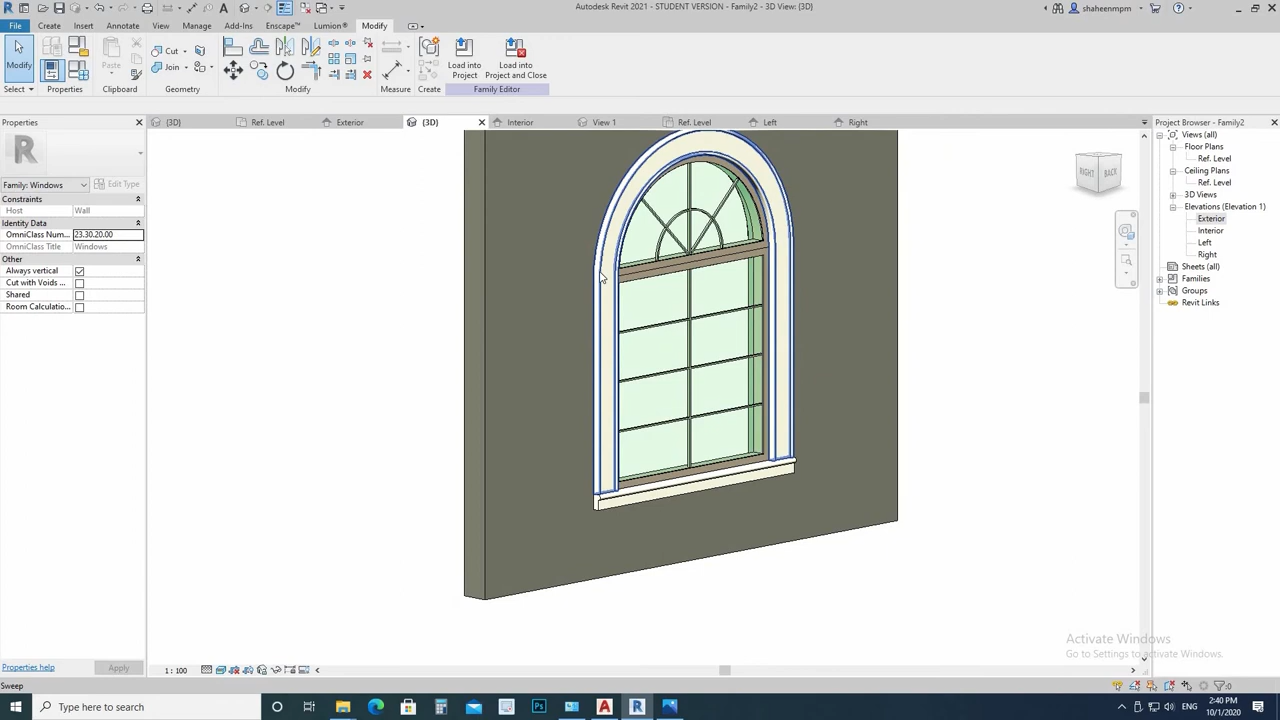 Autodesk Revit 2021 - STUDENT VERSION - Family2 - 3D View: {3D}
shaheenmpm
File Create Insert Annotate View Manage Add-Ins Enscape™ Lumion® Modify
Modify
Paste
Cut
Join
Load into
Project
Load into
Project and Close
Select Properties Clipboard Geometry Modify Measure Create Family Editor
Properties
{3D} Ref. Level Exterior {3D} Interior View 1 Ref. Level Left Right
Project Browser - Family2
Family: Windows
Edit Type
Constraints
Host Wall
Identity Data
OmniClass Num... 23.30.20.00
OmniClass Title Windows
Other
Always vertical
Cut with Voids ...
Shared
Room Calculatio...
Views (all)
Floor Plans
Ref. Level
Ceiling Plans
Ref. Level
3D Views
Elevations (Elevation 1)
Exterior
Interior
Left
Right
Sheets (all)
Families
Groups
Revit Links
RIGHT BACK
Activate Windows
Go to Settings to activate Windows.
Properties help
Apply
1 : 100
Sweep
:0
Type here to search
Ps
A
R
ENG
2:40 PM
10/1/2020